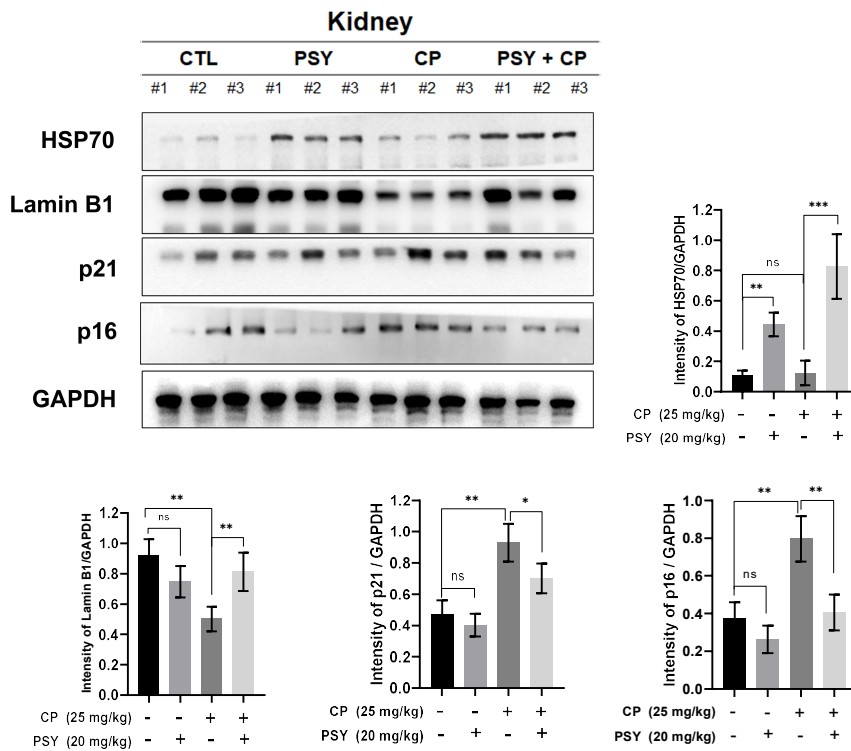 Kidney
CTL PSY CP PSY + CP
#1 #2 #3 #1 #2 #3 #1 #2 #3 #1 #2 #3
HSP70
Lamin B1
p21
p16
GAPDH
Intensity of HSP70/GAPDH
1.2
1.0
0.8
0.6
0.4
0.2
0.0
***
ns
**
CP (25 mg/kg) - - + +
PSY (20 mg/kg) - + - +
Intensity of Lamin B1/GAPDH
1.2
1.0
0.8
0.6
0.4
0.2
0.0
**
ns
**
CP (25 mg/kg) - - + +
PSY (20 mg/kg) - + - +
Intensity of p21 / GAPDH
1.2
1.0
0.8
0.6
0.4
0.2
0.0
**
*
ns
CP (25 mg/kg) - - + +
PSY (20 mg/kg) - + - +
Intensity of p16 / GAPDH
1.0
0.8
0.6
0.4
0.2
0.0
** **
ns
CP (25 mg/kg) - - + +
PSY (20 mg/kg) - + - +